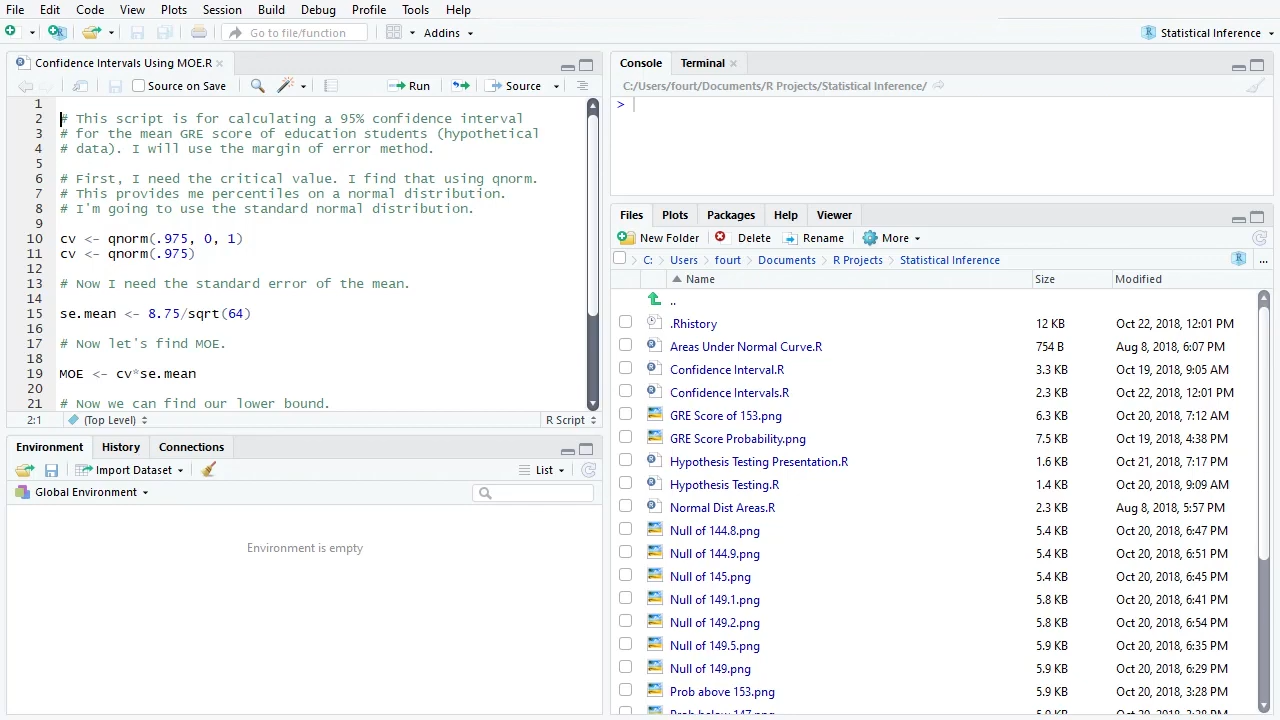 File Edit Code View Plots Session Build Debug Profile Tools Help
Go to file/function Addins Statistical Inference
Confidence Intervals Using MOE.R
Source on Save Run Source
1
2 # This script is for calculating a 95% confidence interval
3 # for the mean GRE score of education students (hypothetical
4 # data). I will use the margin of error method.
5
6 # First, I need the critical value. I find that using qnorm.
7 # This provides me percentiles on a normal distribution.
8 # I'm going to use the standard normal distribution.
9
10 cv <- qnorm(.975, 0, 1)
11 cv <- qnorm(.975)
12
13 # Now I need the standard error of the mean.
14
15 se.mean <- 8.75/sqrt(64)
16
17 # Now let's find MOE.
18
19 MOE <- cv*se.mean
20
21 # Now we can find our lower bound.
2:1 (Top Level) R Script
Environment History Connections
Import Dataset List
Global Environment
Environment is empty
Console Terminal
C:/Users/fourt/Documents/R Projects/Statistical Inference/
>
Files Plots Packages Help Viewer
New Folder Delete Rename More
C: Users fourt Documents R Projects Statistical Inference ...
Name Size Modified
..
.Rhistory 12 KB Oct 22, 2018, 12:01 PM
Areas Under Normal Curve.R 754 B Aug 8, 2018, 6:07 PM
Confidence Interval.R 3.3 KB Oct 19, 2018, 9:05 AM
Confidence Intervals.R 2.3 KB Oct 22, 2018, 12:01 PM
GRE Score of 153.png 6.3 KB Oct 20, 2018, 7:12 AM
GRE Score Probability.png 7.5 KB Oct 19, 2018, 4:38 PM
Hypothesis Testing Presentation.R 1.6 KB Oct 21, 2018, 7:17 PM
Hypothesis Testing.R 1.4 KB Oct 20, 2018, 9:09 AM
Normal Dist Areas.R 2.3 KB Aug 8, 2018, 5:57 PM
Null of 144.8.png 5.4 KB Oct 20, 2018, 6:47 PM
Null of 144.9.png 5.4 KB Oct 20, 2018, 6:51 PM
Null of 145.png 5.4 KB Oct 20, 2018, 6:45 PM
Null of 149.1.png 5.8 KB Oct 20, 2018, 6:41 PM
Null of 149.2.png 5.8 KB Oct 20, 2018, 6:54 PM
Null of 149.5.png 5.9 KB Oct 20, 2018, 6:35 PM
Null of 149.png 5.9 KB Oct 20, 2018, 6:29 PM
Prob above 153.png 5.9 KB Oct 20, 2018, 3:28 PM